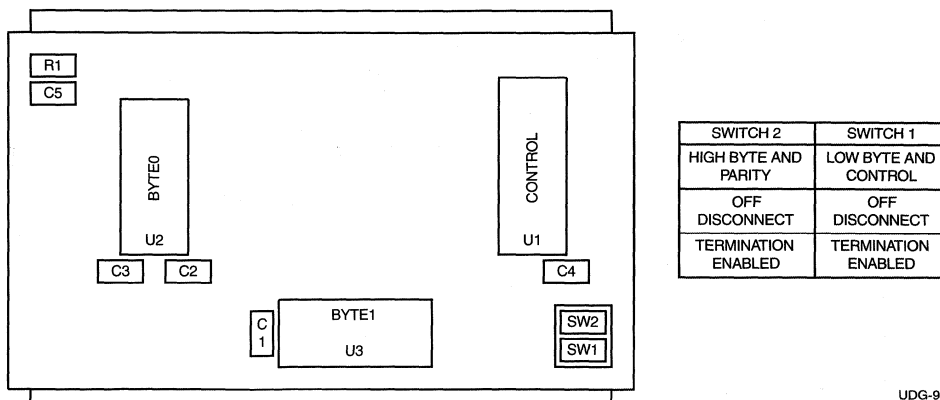 R1
C5
BYTE0
U2
CONTROL
U1
C3
C2
C4
C
1
BYTE1
U3
SW2
SW1
SWITCH 2
SWITCH 1
HIGH BYTE AND
PARITY
LOW BYTE AND
CONTROL
OFF
DISCONNECT
OFF
DISCONNECT
TERMINATION
ENABLED
TERMINATION
ENABLED
UDG-9